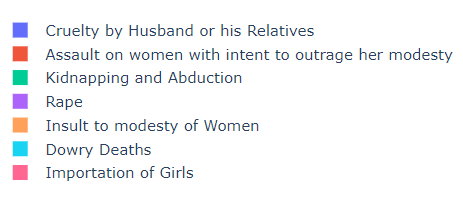 Cruelty by Husband or his Relatives
Assault on women with intent to outrage her modesty
Kidnapping and Abduction
Rape
Insult to modesty of Women
Dowry Deaths
Importation of Girls